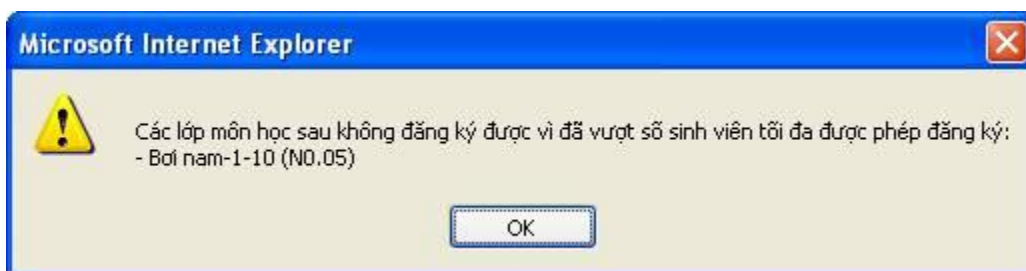 Microsoft Internet Explorer
Các lớp môn học sau không đăng ký được vì đã vượt số sinh viên tối đa được phép đăng ký:
- Bơi nam-1-10 (N0.05)
OK